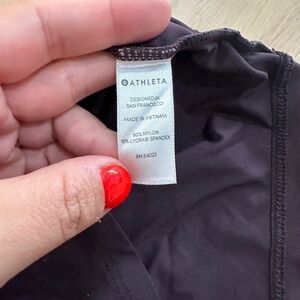 ATHLETA
DESIGNED IN
SAN FRANCISCO
MADE IN VIETNAM
90% NYLON
10% LYCRA® SPANDEX
RN 54023